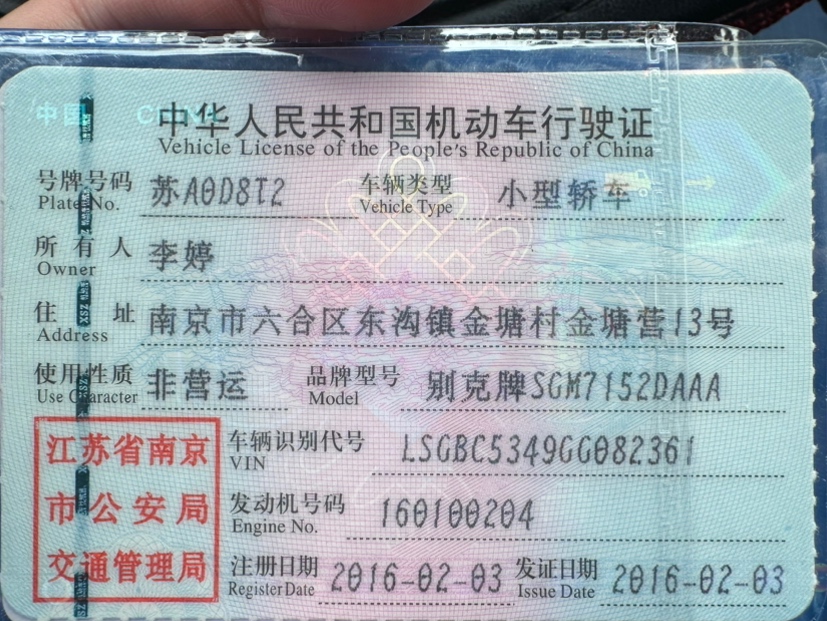 中国 CHINA
中华人民共和国机动车行驶证
Vehicle License of the People's Republic of China
号牌号码 苏A0D8T2 车辆类型 小型轿车
Plate No. Vehicle Type
所有人 李婷
Owner
住址 南京市六合区东沟镇金塘村金塘营13号
Address
使用性质 非营运 品牌型号 别克牌SGM7152DAAA
Use Character Model
江苏省南京 车辆识别代号 LSGBC5349GG082361
VIN
市公安局 发动机号码 160100204
Engine No.
交通管理局 注册日期 2016-02-03 发证日期 2016-02-03
Register Date Issue Date